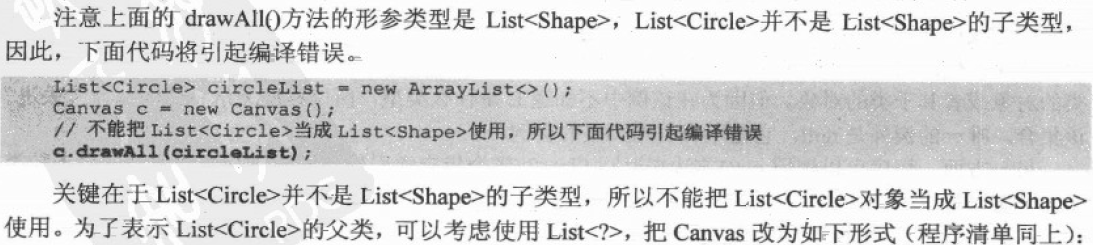 注意上面的 drawAll()方法的形参类型是 List<Shape>，List<Circle>并不是 List<Shape>的子类型，
因此，下面代码将引起编译错误。
List<Circle> circleList = new ArrayList<>();
Canvas c = new Canvas();
// 不能把 List<Circle>当成 List<Shape>使用，所以下面代码引起编译错误
c.drawAll(circleList);
关键在于 List<Circle>并不是 List<Shape>的子类型，所以不能把 List<Circle>对象当成 List<Shape>
使用。为了表示 List<Circle>的父类，可以考虑使用 List<?>，把 Canvas 改为如下形式（程序清单同上）：